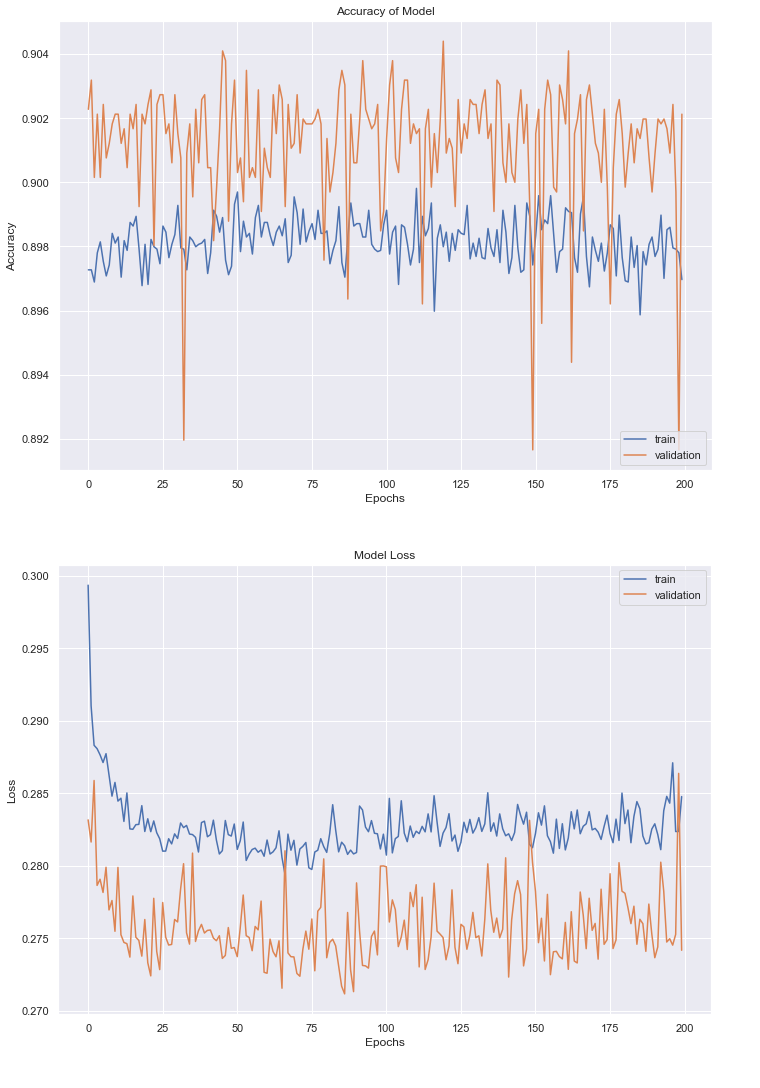 Accuracy of Model
0.904
0.902
0.900
0.898
0.896
0.894
0.892
Accuracy
train
validation
0 25 50 75 100 125 150 175 200
Epochs
Model Loss
0.300
0.295
0.290
0.285
0.280
0.275
0.270
Loss
train
validation
0 25 50 75 100 125 150 175 200
Epochs